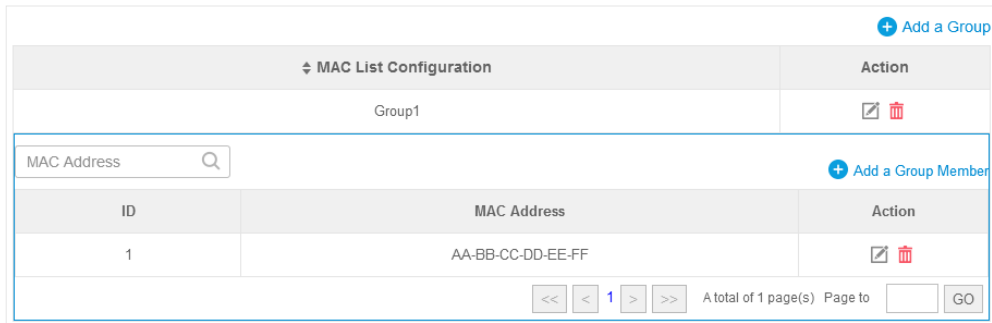 Add a Group
MAC List Configuration Action
Group1
MAC Address
Add a Group Member
ID MAC Address Action
1 AA-BB-CC-DD-EE-FF
<< < 1 > >> A total of 1 page(s) Page to GO